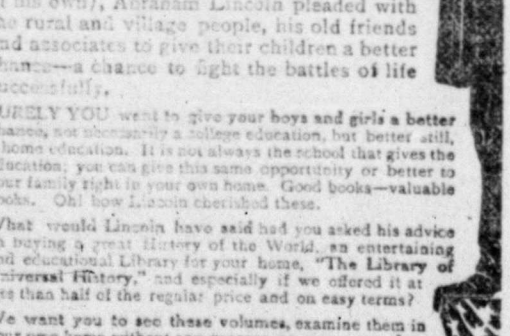 his own), Abraham Lincoln pleaded with
rural and village people, his old friends
associates to give their children a better
chance—a chance to fight the battles of life
successfully.
SURELY YOU want to give your boys and girls a better
chance, not necessarily a college education, but better still,
home education. It is not always the school that gives the
education; you can give this same opportunity or better to
our family right in your own home. Good books—valuable
books. Oh! how Lincoln cherished these.
What would Lincoln have said had you asked his advice
buying a great History of the World, an entertaining
nd educational Library for your home, "The Library of
Universal History," and especially if we offered it at
ess than half of the regular price and on easy terms?
We want you to see these volumes, examine them in
our own home without